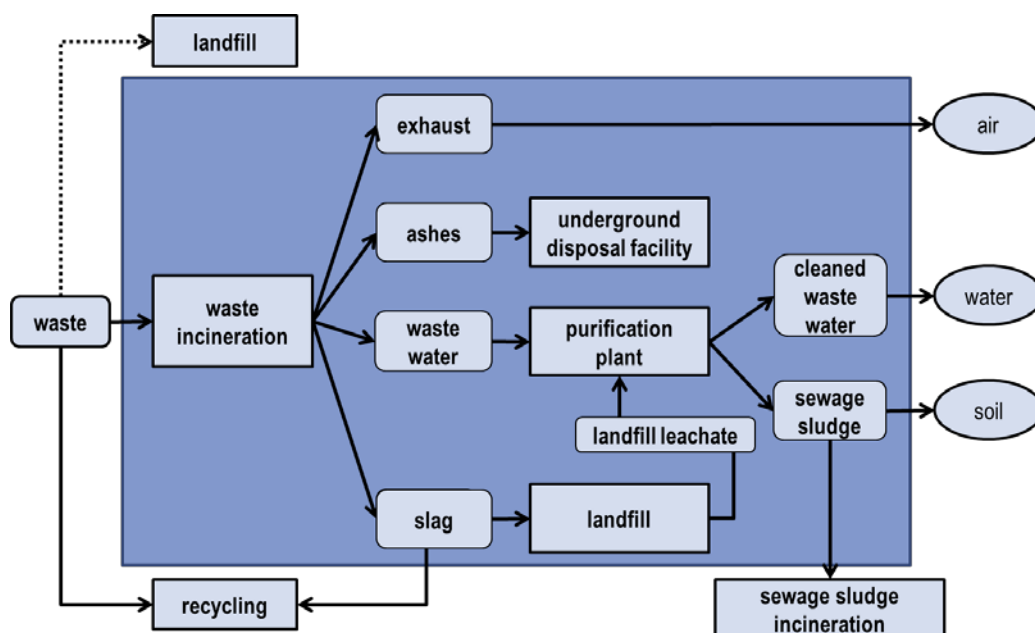 landfill
exhaust
air
ashes
underground
disposal facility
waste
waste
incineration
waste
water
purification
plant
cleaned
waste
water
water
sewage
sludge
soil
landfill leachate
slag
landfill
recycling
sewage sludge
incineration